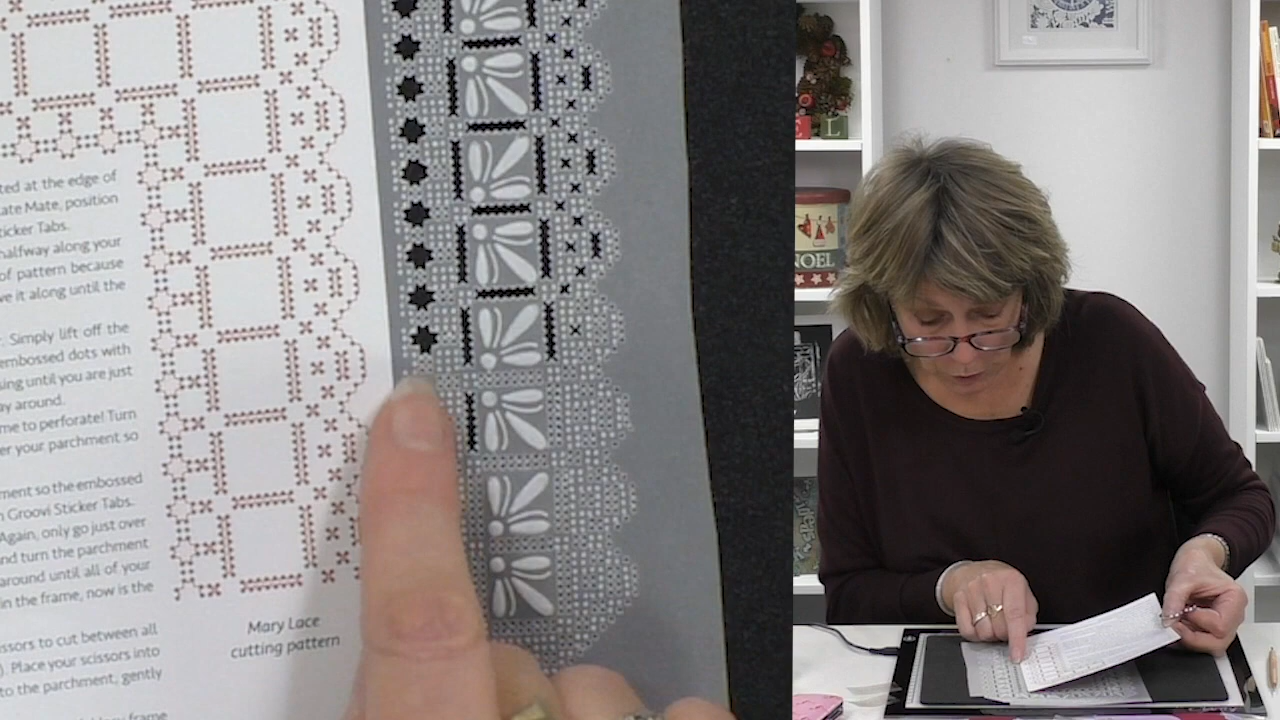 ted at the edge of
ate Mate, position
ticker Tabs.
halfway along your
of pattern because
ve it along until the
Simply lift off the
embossed dots with
sing until you are just
ay around.
me to perforate! Turn
er your parchment so
ment so the embossed
Groovi Sticker Tabs.
Again, only go just over
nd turn the parchment
around until all of your
in the frame, now is the
ssors to cut between all
). Place your scissors into
to the parchment, gently
frame
Mary Lace
cutting pattern
L
NOEL